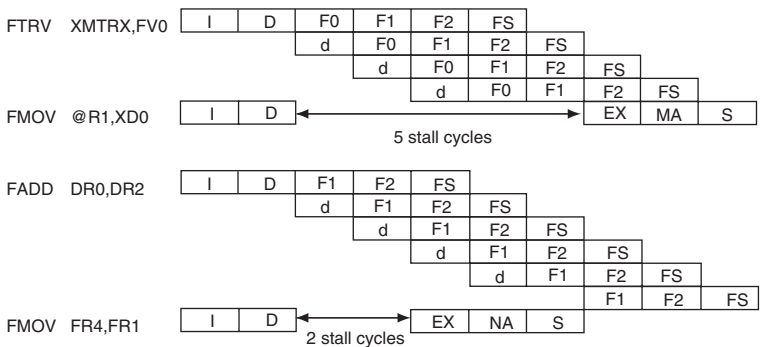 FTRV XMTRX,FV0 I D F0 F1 F2 FS
d F0 F1 F2 FS
d F0 F1 F2 FS
d F0 F1 F2 FS
FMOV @R1,XD0 I D EX MA S
5 stall cycles
FADD DR0,DR2 I D F1 F2 FS
d F1 F2 FS
d F1 F2 FS
d F1 F2 FS
d F1 F2 FS
F1 F2 FS
FMOV FR4,FR1 I D EX NA S
2 stall cycles